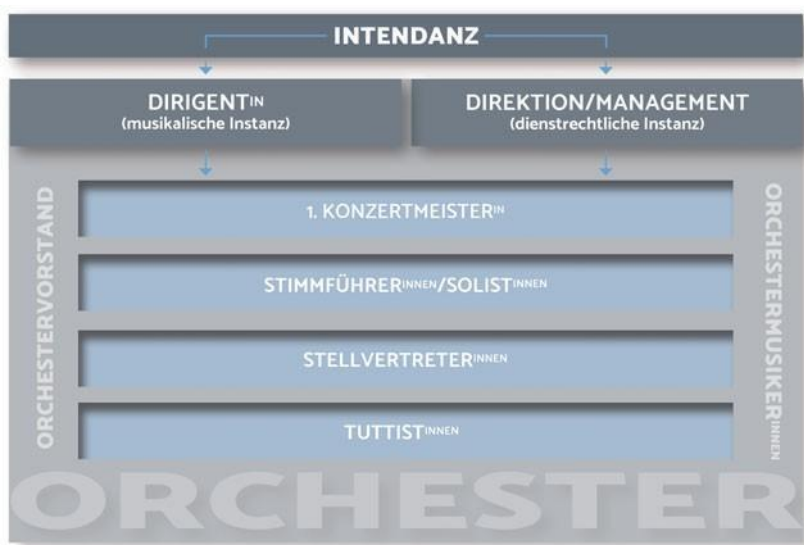 INTENDANZ
DIRIGENTIN
(musikalische Instanz)
DIREKTION/MANAGEMENT
(dienstrechtliche Instanz)
ORCHESTERVORSTAND
1. KONZERTMEISTERIN
STIMMFÜHRERINNEN/SOLISTINNEN
STELLVERTRETERINNEN
TUTTISTINNEN
ORCHESTERMUSIKERINNEN
ORCHESTER